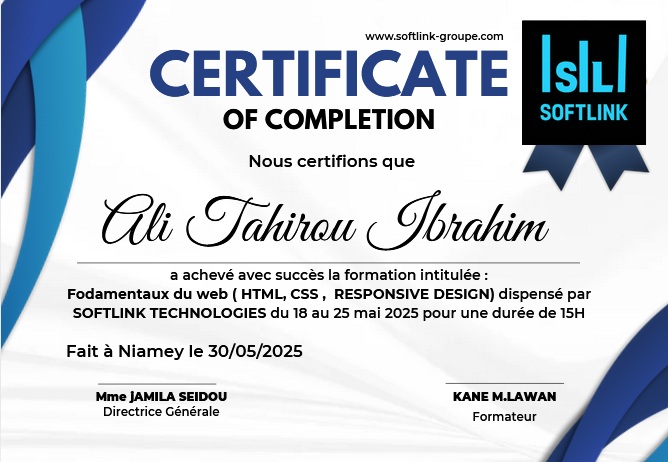 www.softlink-groupe.com
CERTIFICATE
SL
SOFTLINK
OF COMPLETION
Nous certifions que
Ali Tahirou Ibrahim
a achevé avec succès la formation intitulée :
Fodamentaux du web ( HTML, CSS , RESPONSIVE DESIGN) dispensé par
SOFTLINK TECHNOLOGIES du 18 au 25 mai 2025 pour une durée de 15H
Fait à Niamey le 30/05/2025
Mme jAMILA SEIDOU
Directrice Générale
KANE M.LAWAN
Formateur